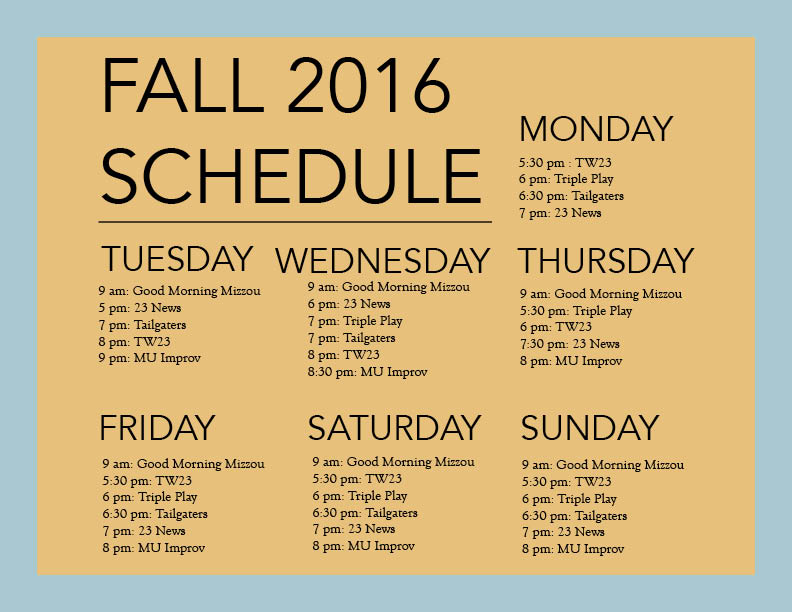 FALL 2016
SCHEDULE
MONDAY
5:30 pm : TW23
6 pm: Triple Play
6:30 pm: Tailgaters
7 pm: 23 News
TUESDAY
9 am: Good Morning Mizzou
5 pm: 23 News
7 pm: Tailgaters
8 pm: TW23
9 pm: MU Improv
WEDNESDAY
9 am: Good Morning Mizzou
6 pm: 23 News
7 pm: Triple Play
7 pm: Tailgaters
8 pm: TW23
8:30 pm: MU Improv
THURSDAY
9 am: Good Morning Mizzou
5:30 pm: Triple Play
6 pm: TW23
7:30 pm: 23 News
8 pm: MU Improv
FRIDAY
9 am: Good Morning Mizzou
5:30 pm: TW23
6 pm: Triple Play
6:30 pm: Tailgaters
7 pm: 23 News
8 pm: MU Improv
SATURDAY
9 am: Good Morning Mizzou
5:30 pm: TW23
6 pm: Triple Play
6:30 pm: Tailgaters
7 pm: 23 News
8 pm: MU Improv
SUNDAY
9 am: Good Morning Mizzou
5:30 pm: TW23
6 pm: Triple Play
6:30 pm: Tailgaters
7 pm: 23 News
8 pm: MU Improv